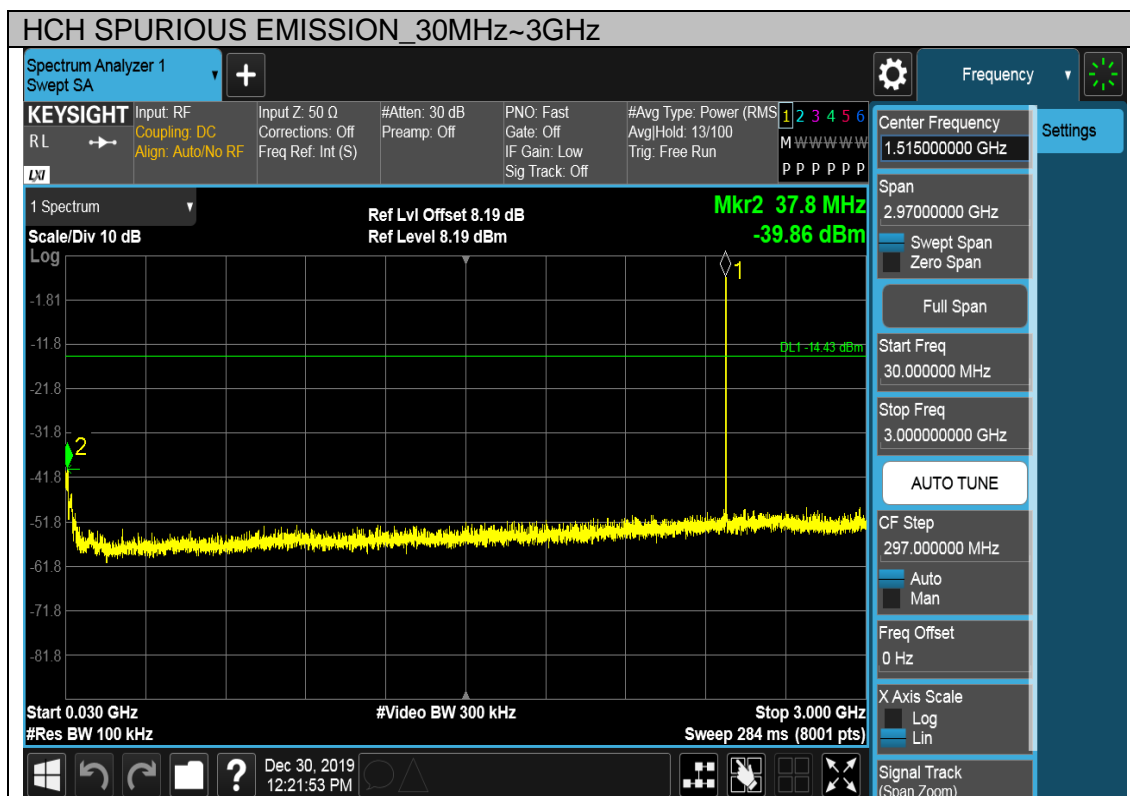 HCH SPURIOUS EMISSION_30MHz~3GHz
Spectrum Analyzer 1
Swept SA
Frequency
KEYSIGHT
RL
LXI
Input: RF
Coupling: DC
Align: Auto/No RF
Input Z: 50 Ω
Corrections: Off
Freq Ref: Int (S)
#Atten: 30 dB
Preamp: Off
PNO: Fast
Gate: Off
IF Gain: Low
Sig Track: Off
#Avg Type: Power (RMS
Avg|Hold: 13/100
Trig: Free Run
1 2 3 4 5 6
M W W W W W
P P P P P P
1 Spectrum
Scale/Div 10 dB
Log
Ref Lvl Offset 8.19 dB
Ref Level 8.19 dBm
Mkr2 37.8 MHz
-39.86 dBm
1
-1.81
-11.8
DL1 -14.43 dBm
-21.8
-31.8
2
-41.8
-51.8
-61.8
-71.8
-81.8
Start 0.030 GHz
#Res BW 100 kHz
#Video BW 300 kHz
Stop 3.000 GHz
Sweep 284 ms (8001 pts)
?
Dec 30, 2019
12:21:53 PM
Center Frequency
1.515000000 GHz
Settings
Span
2.97000000 GHz
Swept Span
Zero Span
Full Span
Start Freq
30.000000 MHz
Stop Freq
3.000000000 GHz
AUTO TUNE
CF Step
297.000000 MHz
Auto
Man
Freq Offset
0 Hz
X Axis Scale
Log
Lin
Signal Track
(Span Zoom)